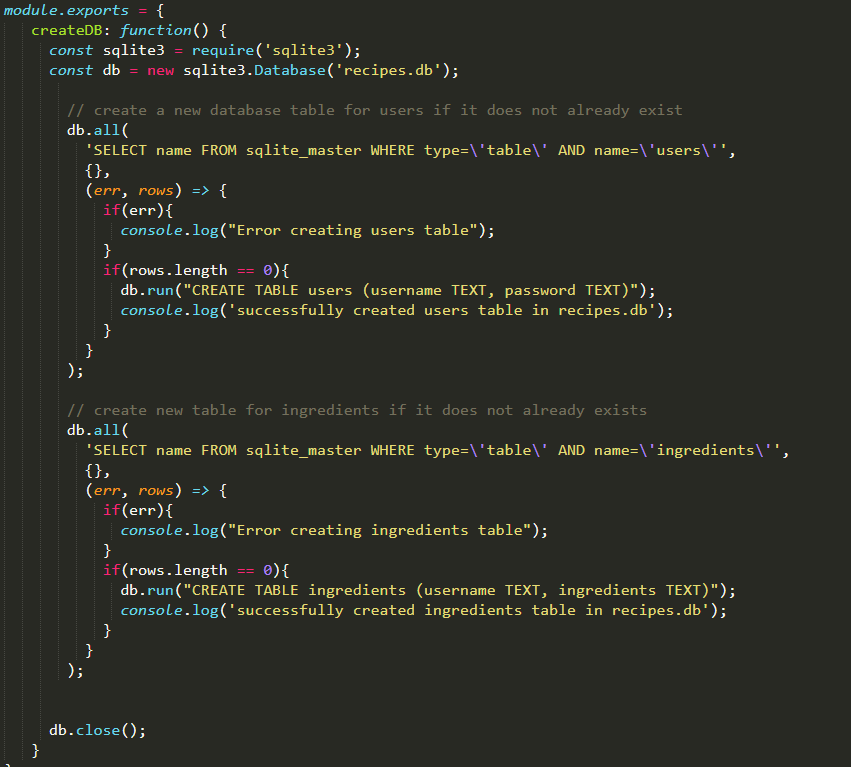 module.exports = {
createDB: function() {
const sqlite3 = require('sqlite3');
const db = new sqlite3.Database('recipes.db');
// create a new database table for users if it does not already exist
db.all(
'SELECT name FROM sqlite_master WHERE type=\'table\' AND name=\'users\'',
{},
(err, rows) => {
if(err){
console.log("Error creating users table");
}
if(rows.length == 0){
db.run("CREATE TABLE users (username TEXT, password TEXT)");
console.log('successfully created users table in recipes.db');
}
}
);
// create new table for ingredients if it does not already exists
db.all(
'SELECT name FROM sqlite_master WHERE type=\'table\' AND name=\'ingredients\'',
{},
(err, rows) => {
if(err){
console.log("Error creating ingredients table");
}
if(rows.length == 0){
db.run("CREATE TABLE ingredients (username TEXT, ingredients TEXT)");
console.log('successfully created ingredients table in recipes.db');
}
}
);
db.close();
}